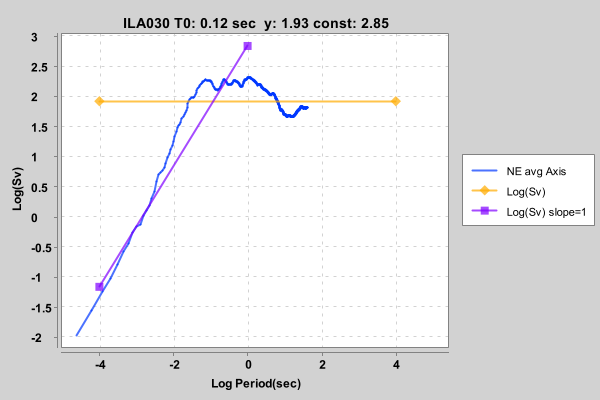 ILA030 T0: 0.12 sec  y: 1.93 const: 2.85
3
2.5
2
1.5
1
0.5
0
-0.5
-1
-1.5
-2
Log(Sv)
-4 -2 0 2 4
Log Period(sec)
NE avg Axis
Log(Sv)
Log(Sv) slope=1